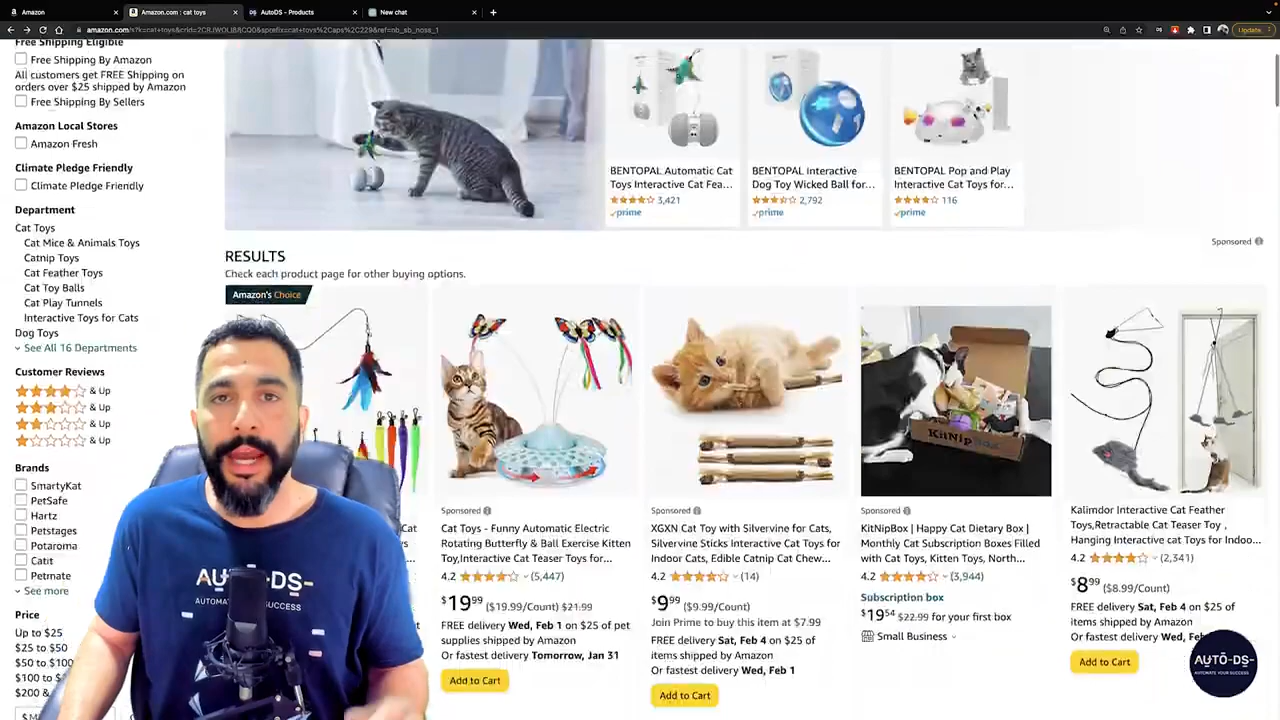 Amazon
Amazon.com : cat toys
AutoDS - Products
New chat
Update
Free Shipping Eligible
Free Shipping By Amazon
All customers get FREE Shipping on
orders over $25 shipped by Amazon
Free Shipping By Sellers
Amazon Local Stores
Amazon Fresh
Climate Pledge Friendly
Climate Pledge Friendly
Department
Cat Toys
Cat Mice & Animals Toys
Catnip Toys
Cat Feather Toys
Cat Toy Balls
Cat Play Tunnels
Interactive Toys for Cats
Dog Toys
See All 16 Departments
Customer Reviews
& Up
& Up
& Up
& Up
Brands
SmartyKat
PetSafe
Hartz
Petstages
Potaroma
Catit
Petmate
See more
Price
Up to $25
$25 to $50
$50 to $100
$100 to
$200 &
BENTOPAL Automatic Cat
Toys Interactive Cat Fea...
3,421
prime
BENTOPAL Interactive
Dog Toy Wicked Ball for...
2,792
prime
BENTOPAL Pop and Play
Interactive Cat Toys for...
116
prime
Sponsored
RESULTS
Check each product page for other buying options.
Amazon's Choice
Cat
Sponsored
Cat Toys - Funny Automatic Electric
Rotating Butterfly & Ball Exercise Kitten
Toy,Interactive Cat Teaser Toys for...
4.2 (5,447)
$19.99 ($19.99/Count) $21.99
FREE delivery Wed, Feb 1 on $25 of pet
supplies shipped by Amazon
Or fastest delivery Tomorrow, Jan 31
Add to Cart
Sponsored
XGXN Cat Toy with Silvervine for Cats,
Silvervine Sticks Interactive Cat Toys for
Indoor Cats, Edible Catnip Cat Chew...
4.2 (14)
$9.99 ($9.99/Count)
Join Prime to buy this item at $7.99
FREE delivery Sat, Feb 4 on $25 of
items shipped by Amazon
Or fastest delivery Wed, Feb 1
Add to Cart
KitNipBox
Sponsored
KitNipBox | Happy Cat Dietary Box |
Monthly Cat Subscription Boxes Filled
with Cat Toys, Kitten Toys, North...
4.2 (3,944)
Subscription box
$19.54 $22.99 for your first box
Small Business
Kalimdor Interactive Cat Feather
Toys,Retractable Cat Teaser Toy ,
Hanging Interactive cat Toys for Indoo...
4.2 (2,341)
$8.99 ($8.99/Count)
FREE delivery Sat, Feb 4 on $25 of
items shipped by Amazon
Or fastest delivery Wed,
Add to Cart
AUTO-DS-
AUTOMATE YOUR SUCCESS